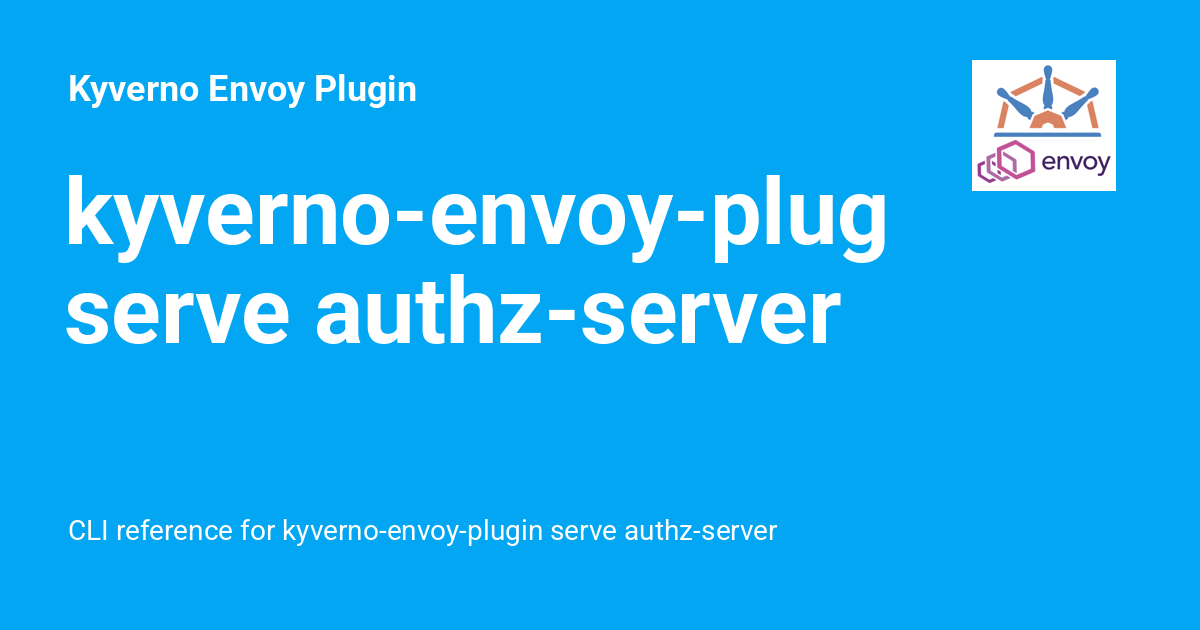 Kyverno Envoy Plugin
envoy
kyverno-envoy-plug
serve authz-server
CLI reference for kyverno-envoy-plugin serve authz-server